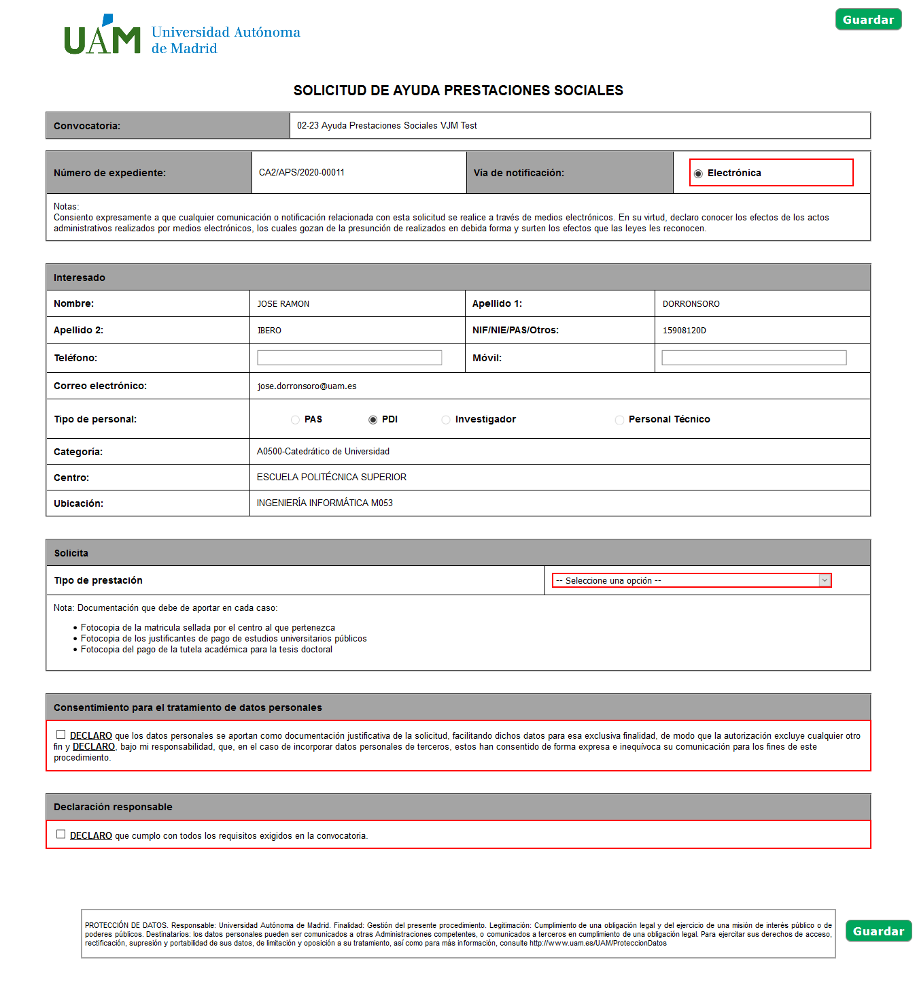 UAM Universidad Autónoma
de Madrid
Guardar
SOLICITUD DE AYUDA PRESTACIONES SOCIALES
Convocatoria: 02-23 Ayuda Prestaciones Sociales VJM Test
Número de expediente: CA2/APS/2020-00011 Vía de notificación: Electrónica
Notas:
Consiento expresamente a que cualquier comunicación o notificación relacionada con esta solicitud se realice a través de medios electrónicos. En su virtud, declaro conocer los efectos de los actos
administrativos realizados por medios electrónicos, los cuales gozan de la presunción de realizados en debida forma y surten los efectos que las leyes les reconocen.
Interesado
Nombre: JOSE RAMON Apellido 1: DORRONSORO
Apellido 2: IBERO NIF/NIE/PAS/Otros: 15908120D
Teléfono: Móvil:
Correo electrónico: jose.dorronsoro@uam.es
Tipo de personal: PAS PDI Investigador Personal Técnico
Categoría: A0500-Catedrático de Universidad
Centro: ESCUELA POLITÉCNICA SUPERIOR
Ubicación: INGENIERÍA INFORMÁTICA M053
Solicita
Tipo de prestación -- Seleccione una opción --
Nota: Documentación que debe de aportar en cada caso:
• Fotocopia de la matricula sellada por el centro al que pertenezca
• Fotocopia de los justificantes de pago de estudios universitarios públicos
• Fotocopia del pago de la tutela académica para la tesis doctoral
Consentimiento para el tratamiento de datos personales
DECLARO que los datos personales se aportan como documentación justificativa de la solicitud, facilitando dichos datos para esa exclusiva finalidad, de modo que la autorización excluye cualquier otro
fin y DECLARO, bajo mi responsabilidad, que, en el caso de incorporar datos personales de terceros, estos han consentido de forma expresa e inequívoca su comunicación para los fines de este
procedimiento.
Declaración responsable
DECLARO que cumplo con todos los requisitos exigidos en la convocatoria.
PROTECCIÓN DE DATOS. Responsable: Universidad Autónoma de Madrid. Finalidad: Gestión del presente procedimiento. Legitimación: Cumplimiento de una obligación legal y del ejercicio de una misión de interés público o de
poderes públicos. Destinatarios: los datos personales pueden ser comunicados a otras Administraciones competentes, o comunicados a terceros en cumplimiento de una obligación legal. Para ejercitar sus derechos de acceso,
rectificación, supresión y portabilidad de sus datos, de limitación y oposición a su tratamiento, así como para más información, consulte http://www.uam.es/UAM/ProteccionDatos
Guardar